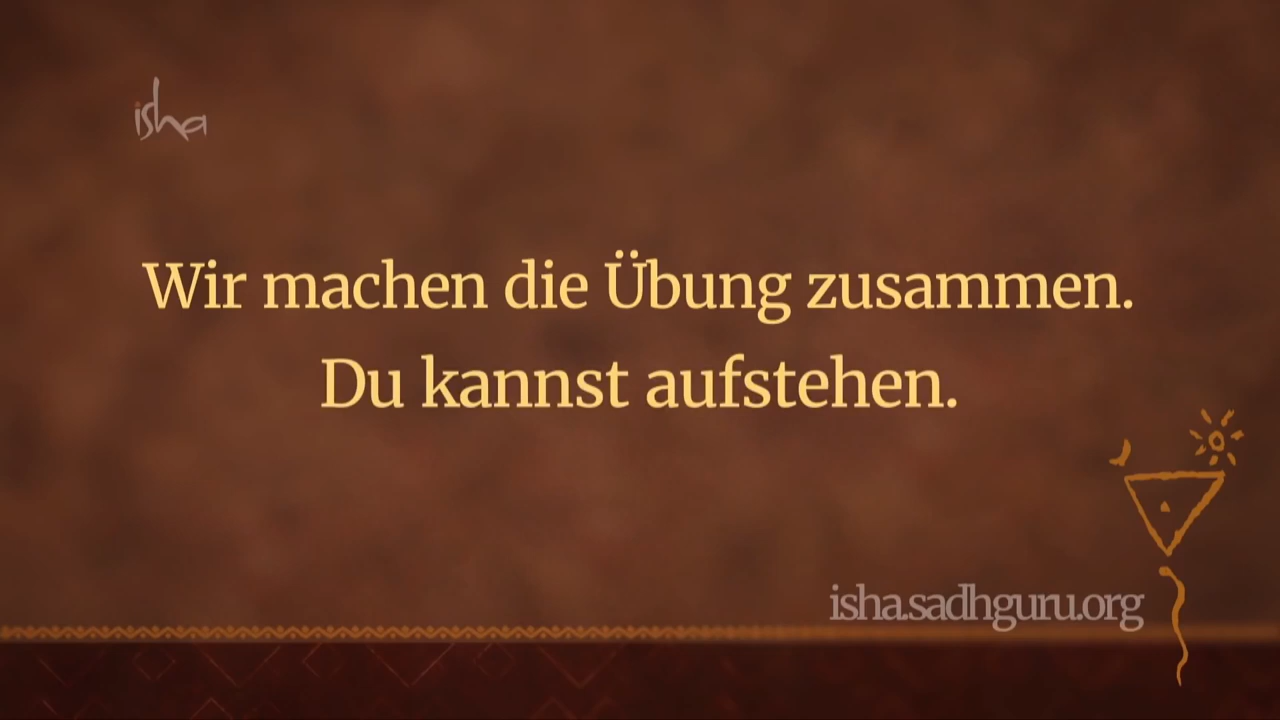 isha
Wir machen die Übung zusammen.
Du kannst aufstehen.
isha.sadhguru.org